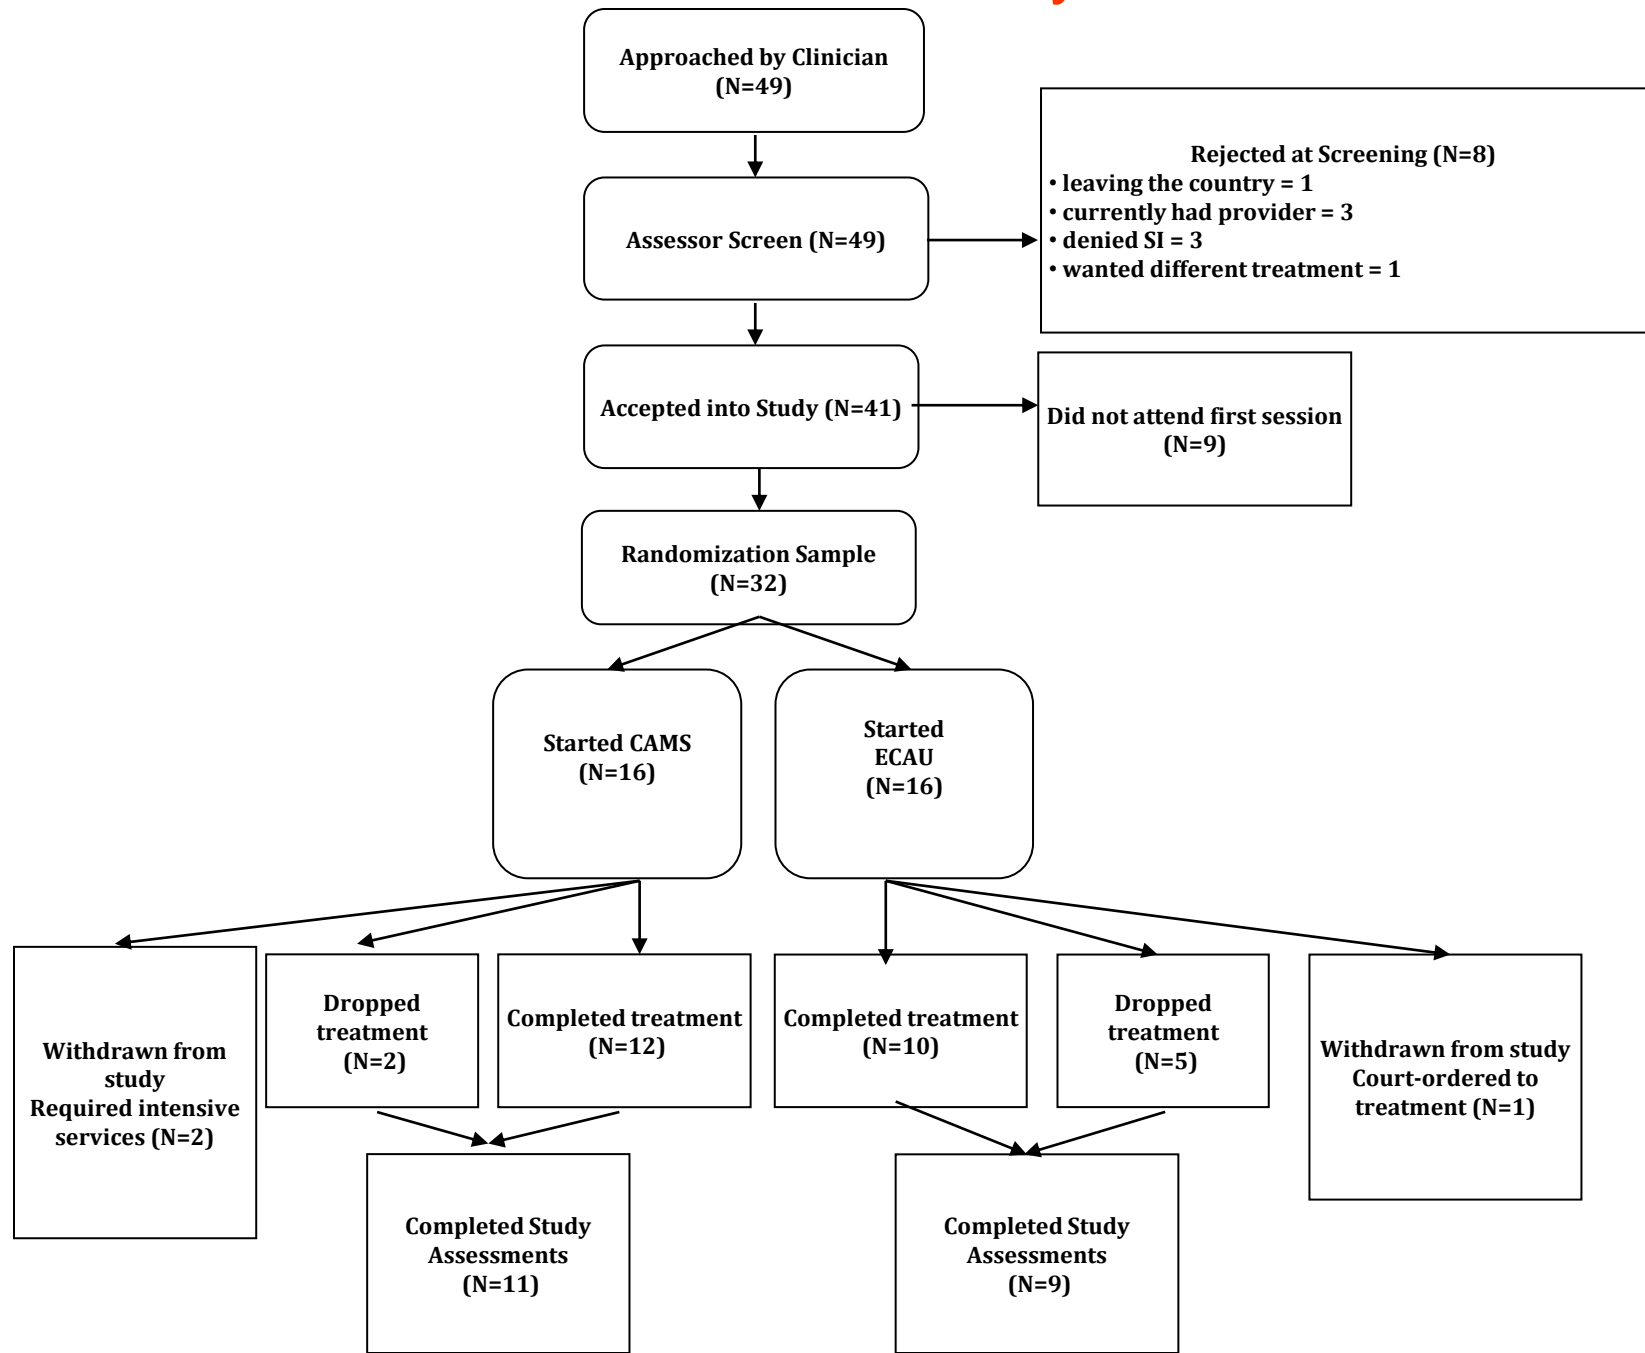 Approached by Clinician
(N=49)
Rejected at Screening (N=8)
• leaving the country = 1
• currently had provider = 3
• denied SI = 3
• wanted different treatment = 1
Assessor Screen (N=49)
Accepted into Study (N=41)
Did not attend first session
(N=9)
Randomization Sample
(N=32)
Started CAMS
(N=16)
Started
ECAU
(N=16)
Withdrawn from
study
Required intensive
services (N=2)
Dropped
treatment
(N=2)
Completed treatment
(N=12)
Completed treatment
(N=10)
Dropped
treatment
(N=5)
Withdrawn from study
Court-ordered to
treatment (N=1)
Completed Study
Assessments
(N=11)
Completed Study
Assessments
(N=9)